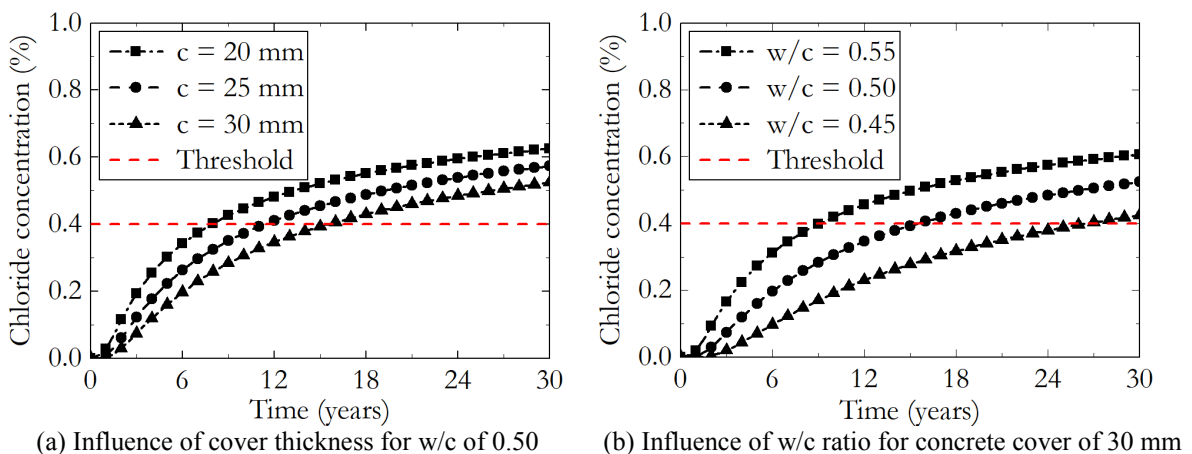 1.0
0.8
0.6
0.4
0.2
0.0
Chloride concentration (%)
c = 20 mm
c = 25 mm
c = 30 mm
Threshold
0 6 12 18 24 30
Time (years)
(a) Influence of cover thickness for w/c of 0.50
1.0
0.8
0.6
0.4
0.2
0.0
Chloride concentration (%)
w/c = 0.55
w/c = 0.50
w/c = 0.45
Threshold
0 6 12 18 24 30
Time (years)
(b) Influence of w/c ratio for concrete cover of 30 mm